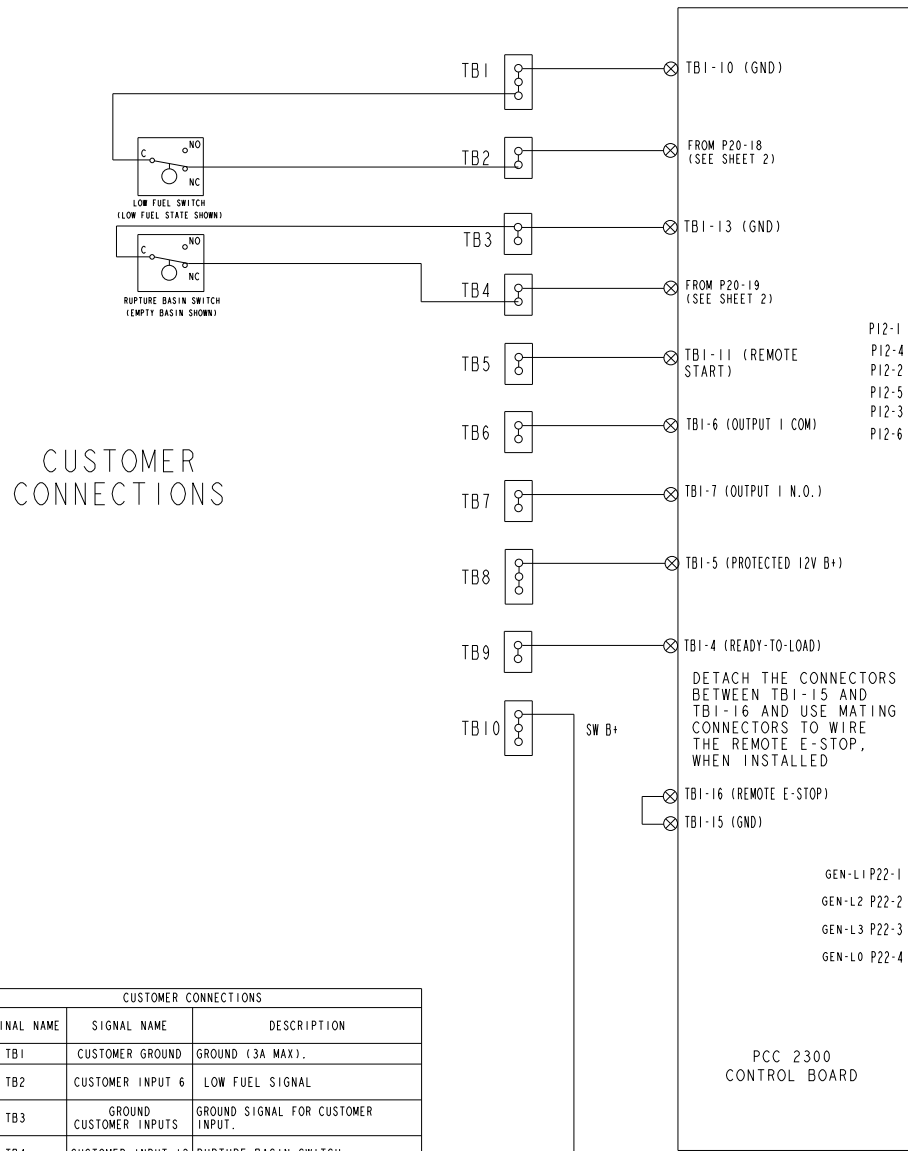 TB1
TB1-10 (GND)
C
NO
NC
LOW FUEL SWITCH
(LOW FUEL STATE SHOWN)
TB2
FROM P20-18
(SEE SHEET 2)
TB3
TB1-13 (GND)
C
NO
NC
RUPTURE BASIN SWITCH
(EMPTY BASIN SHOWN)
TB4
FROM P20-19
(SEE SHEET 2)
P12-1
P12-4
P12-2
P12-5
P12-3
P12-6
TB5
TB1-11 (REMOTE
START)
TB6
TB1-6 (OUTPUT 1 COM)
CUSTOMER
CONNECTIONS
TB7
TB1-7 (OUTPUT 1 N.O.)
TB8
TB1-5 (PROTECTED 12V B+)
TB9
TB1-4 (READY-TO-LOAD)
DETACH THE CONNECTORS
BETWEEN TB1-15 AND
TB1-16 AND USE MATING
CONNECTORS TO WIRE
THE REMOTE E-STOP,
WHEN INSTALLED
TB10
SW B+
TB1-16 (REMOTE E-STOP)
TB1-15 (GND)
GEN-L1 P22-1
GEN-L2 P22-2
GEN-L3 P22-3
GEN-L0 P22-4
PCC 2300
CONTROL BOARD
CUSTOMER CONNECTIONS
INAL NAME SIGNAL NAME DESCRIPTION
TB1 CUSTOMER GROUND GROUND (3A MAX).
TB2 CUSTOMER INPUT 6 LOW FUEL SIGNAL
TB3 GROUND CUSTOMER INPUTS GROUND SIGNAL FOR CUSTOMER INPUT.
TB4 CUSTOMER INPUT RUPTURE BASIN SWITCH